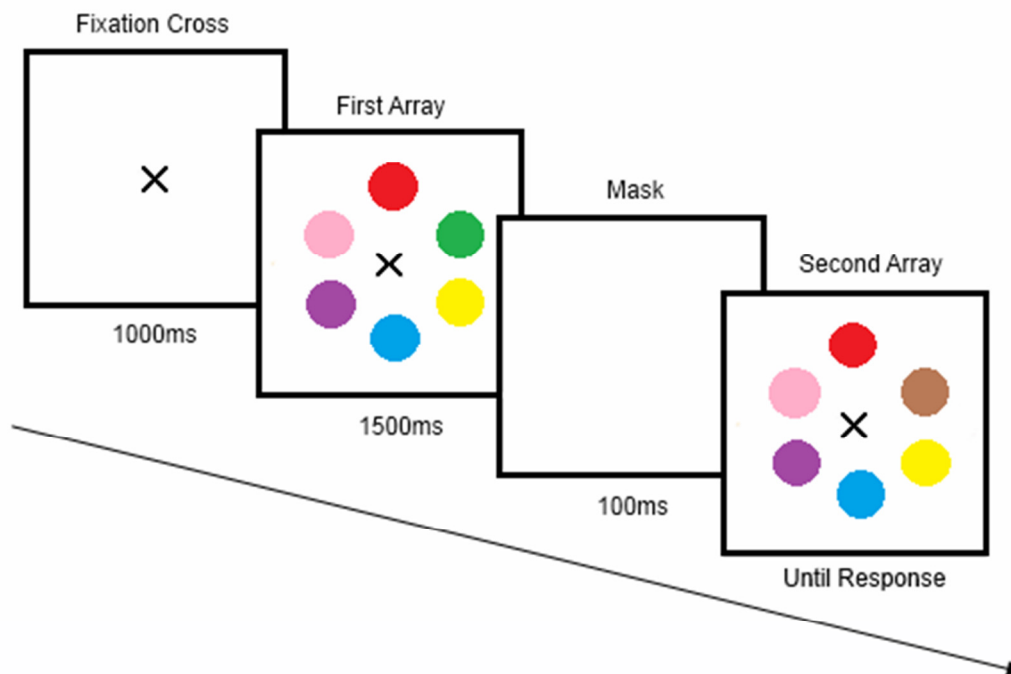 Fixation Cross
First Array
Mask
Second Array
1000ms
1500ms
100ms
Until Response